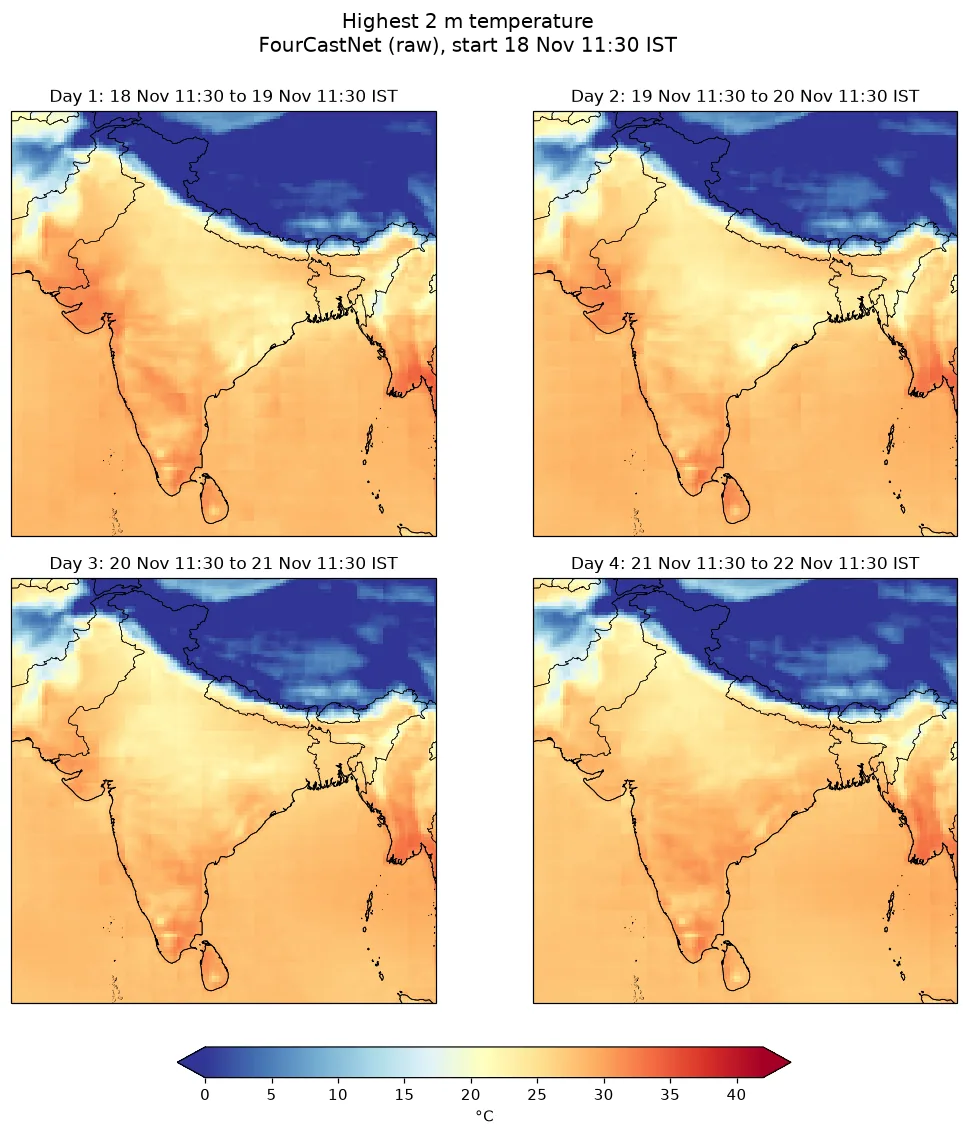 Highest 2 m temperature
FourCastNet (raw), start 18 Nov 11:30 IST
Day 1: 18 Nov 11:30 to 19 Nov 11:30 IST
Day 2: 19 Nov 11:30 to 20 Nov 11:30 IST
Day 3: 20 Nov 11:30 to 21 Nov 11:30 IST
Day 4: 21 Nov 11:30 to 22 Nov 11:30 IST
0 5 10 15 20 25 30 35 40
°C